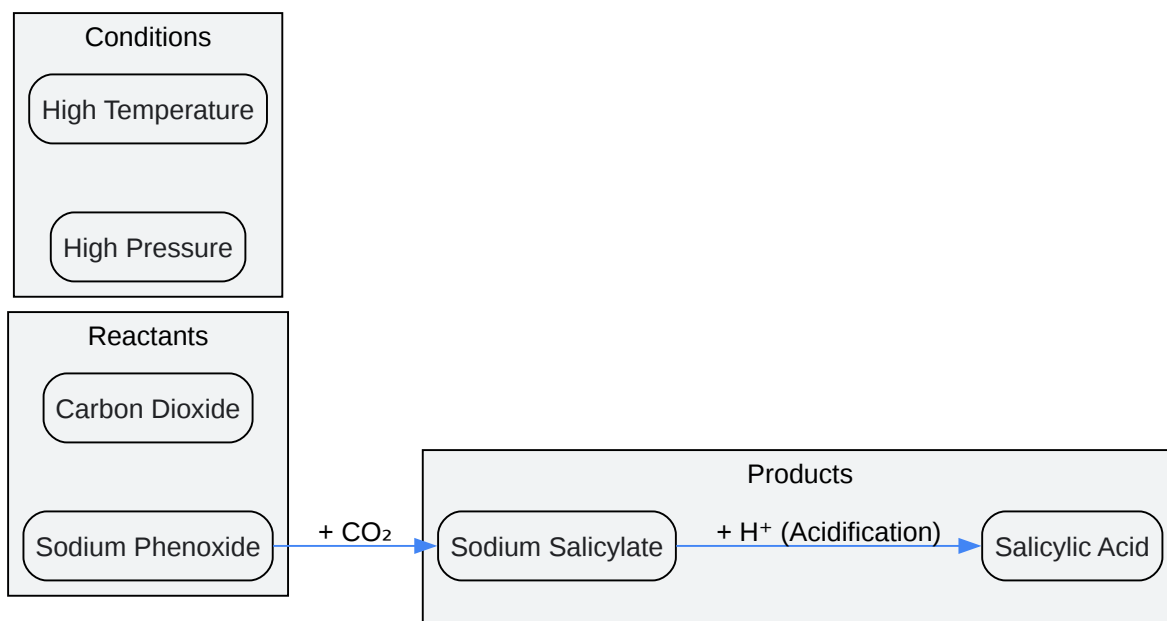 Conditions
High Temperature
High Pressure
Reactants
Carbon Dioxide
Products
Sodium Phenoxide
+ CO₂
Sodium Salicylate
+ H⁺ (Acidification)
Salicylic Acid